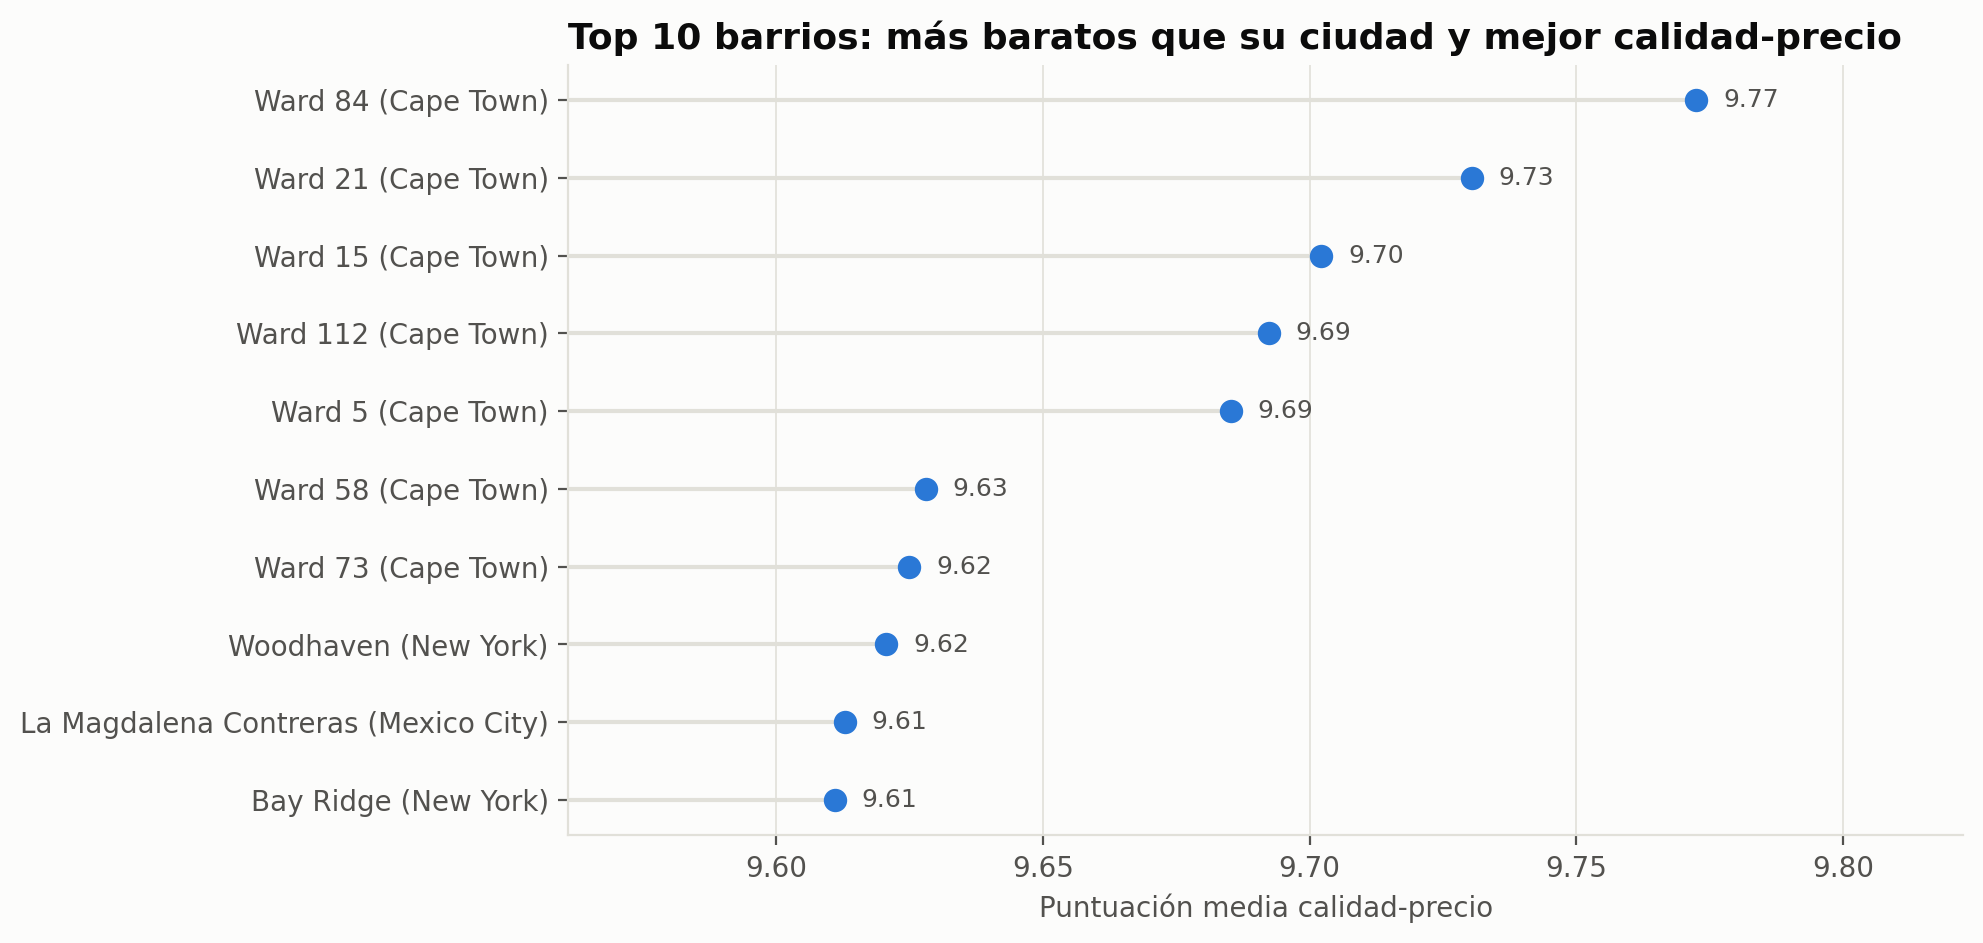 Top 10 barrios: más baratos que su ciudad y mejor calidad-precio
Ward 84 (Cape Town) 9.77
Ward 21 (Cape Town) 9.73
Ward 15 (Cape Town) 9.70
Ward 112 (Cape Town) 9.69
Ward 5 (Cape Town) 9.69
Ward 58 (Cape Town) 9.63
Ward 73 (Cape Town) 9.62
Woodhaven (New York) 9.62
La Magdalena Contreras (Mexico City) 9.61
Bay Ridge (New York) 9.61
9.60 9.65 9.70 9.75 9.80
Puntuación media calidad-precio